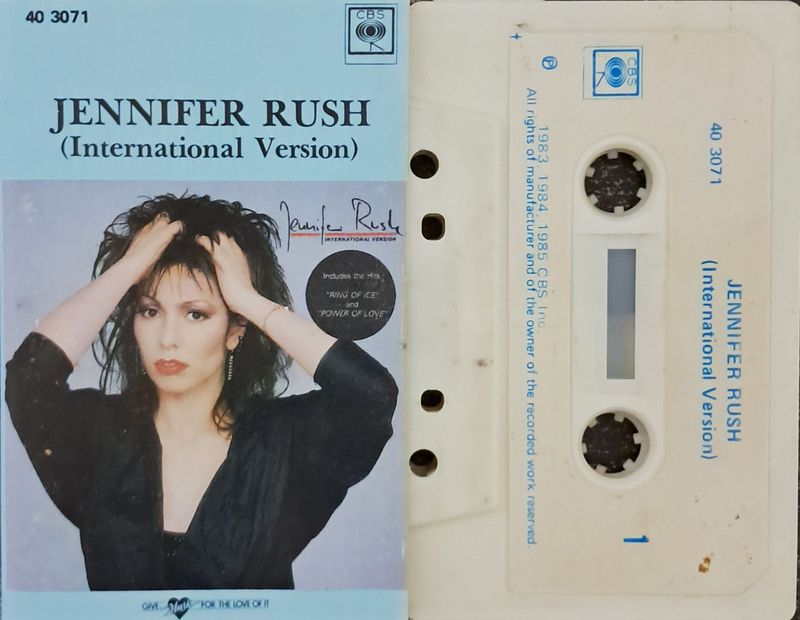 40 3071
CBS
JENNIFER RUSH
(International Version)
Jennifer Rush
INTERNATIONAL VERSION
Includes the Hits
"RING OF ICE"
and
"POWER OF LOVE"
GIVE Music FOR THE LOVE OF IT
CBS
40 3071
JENNIFER RUSH
(International Version)
1
Ⓟ 1983, 1984, 1985 CBS Inc.
All rights of manufacturer and of the owner of the recorded work reserved.